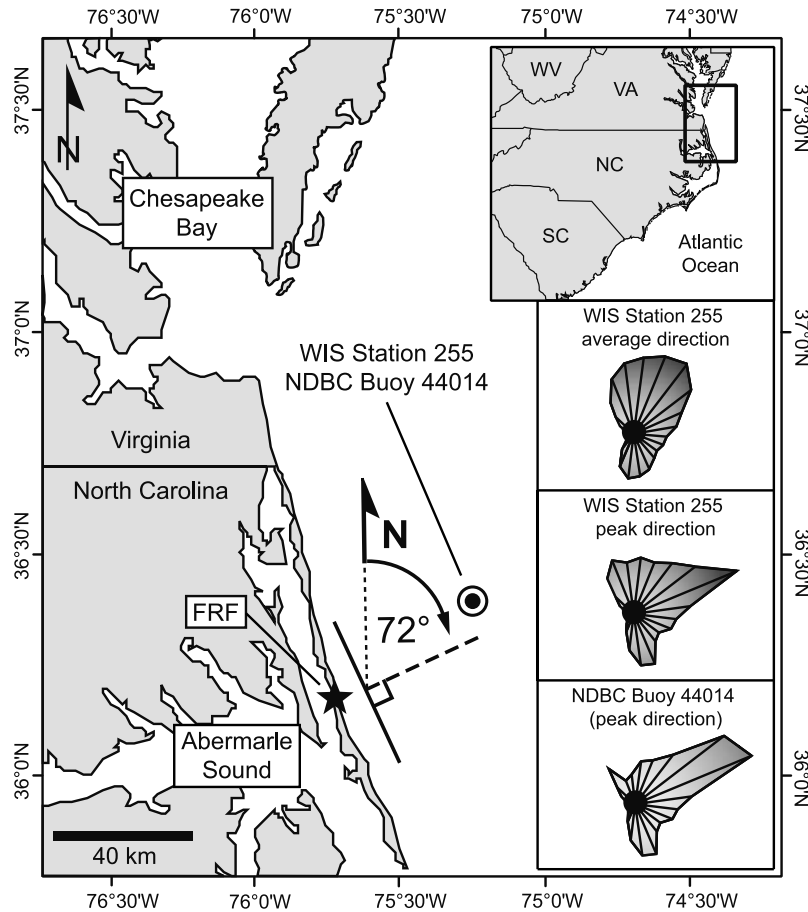 76°30'W 76°0'W 75°30'W 75°0'W 74°30'W
37°30'N
37°0'N
36°30'N
36°0'N
N
Chesapeake
Bay
WV
VA
NC
SC
Atlantic
Ocean
37°30'N
37°0'N
36°30'N
36°0'N
WIS Station 255
NDBC Buoy 44014
Virginia
North Carolina
N
72°
FRF
Abermarle
Sound
40 km
WIS Station 255
average direction
WIS Station 255
peak direction
NDBC Buoy 44014
(peak direction)
76°30'W 76°0'W 75°30'W 75°0'W 74°30'W